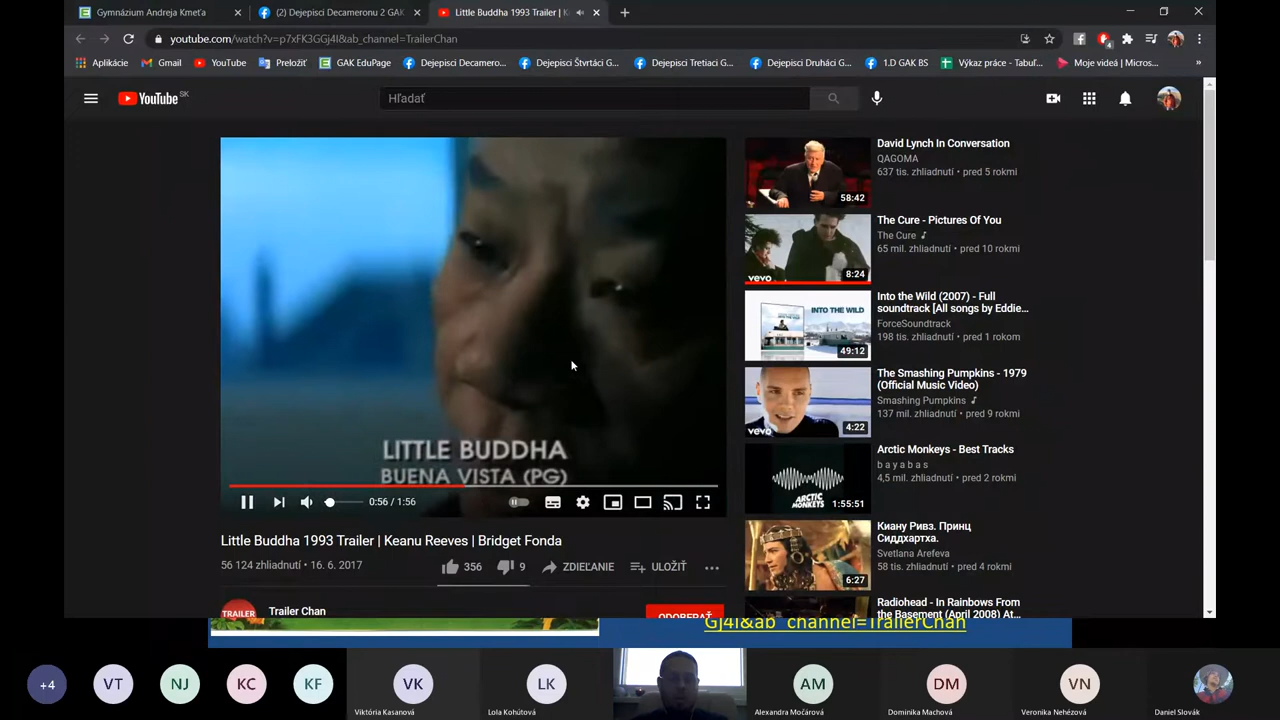 Gymnázium Andreja Kmeťa
(2) Dejepisci Decameronu 2 GAK
Little Buddha 1993 Trailer | K
youtube.com/watch?v=p7xFK3GGj4I&ab_channel=TrailerChan
4
Aplikácie
Gmail
YouTube
Preložiť
GAK EduPage
Dejepisci Decamero...
Dejepisci Štvrtáci G...
Dejepisci Tretiaci G...
Dejepisci Druháci G...
1.D GAK BS
Výkaz práce - Tabuľ...
Moje videá | Micros...
»
YouTube SK
Hľadať
LITTLE BUDDHA
BUENA VISTA (PG)
0:56 / 1:56
Little Buddha 1993 Trailer | Keanu Reeves | Bridget Fonda
56 124 zhliadnutí • 16. 6. 2017
356
9
ZDIEĽANIE
ULOŽIŤ
TRAILER
Trailer Chan
ODOBERAŤ
David Lynch In Conversation
QAGOMA
637 tis. zhliadnutí • pred 5 rokmi
58:42
The Cure - Pictures Of You
The Cure
65 mil. zhliadnutí • pred 10 rokmi
vevo
8:24
Into the Wild (2007) - Full
soundtrack [All songs by Eddie...
ForceSoundtrack
198 tis. zhliadnutí • pred 1 rokom
INTO THE WILD
49:12
The Smashing Pumpkins - 1979
(Official Music Video)
Smashing Pumpkins
137 mil. zhliadnutí • pred 9 rokmi
vevo
4:22
Arctic Monkeys - Best Tracks
b a y a b a s
4,5 mil. zhliadnutí • pred 2 rokmi
ARCTIC
MONKEYS
1:55:51
Киану Ривз. Принц
Сиддхартха.
Svetlana Arefeva
58 tis. zhliadnutí • pred 4 rokmi
6:27
Radiohead - In Rainbows From
the Basement (April 2008) At...
Gj4I&ab_channel=TrailerChan
+4
VT
NJ
KC
KF
VK
Viktória Kasanová
LK
Lola Kohútová
AM
Alexandra Močárová
DM
Dominika Machová
VN
Veronika Nehézová
Daniel Slovák